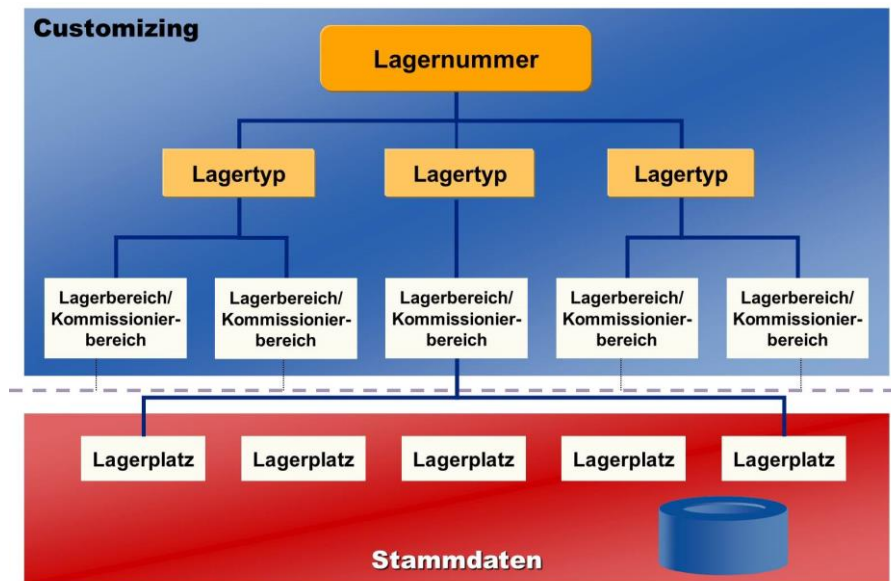 Customizing
Lagernummer
Lagertyp
Lagertyp
Lagertyp
Lagerbereich/
Kommissionier-
bereich
Lagerbereich/
Kommissionier-
bereich
Lagerbereich/
Kommissionier-
bereich
Lagerbereich/
Kommissionier-
bereich
Lagerbereich/
Kommissionier-
bereich
Lagerplatz
Lagerplatz
Lagerplatz
Lagerplatz
Lagerplatz
Stammdaten